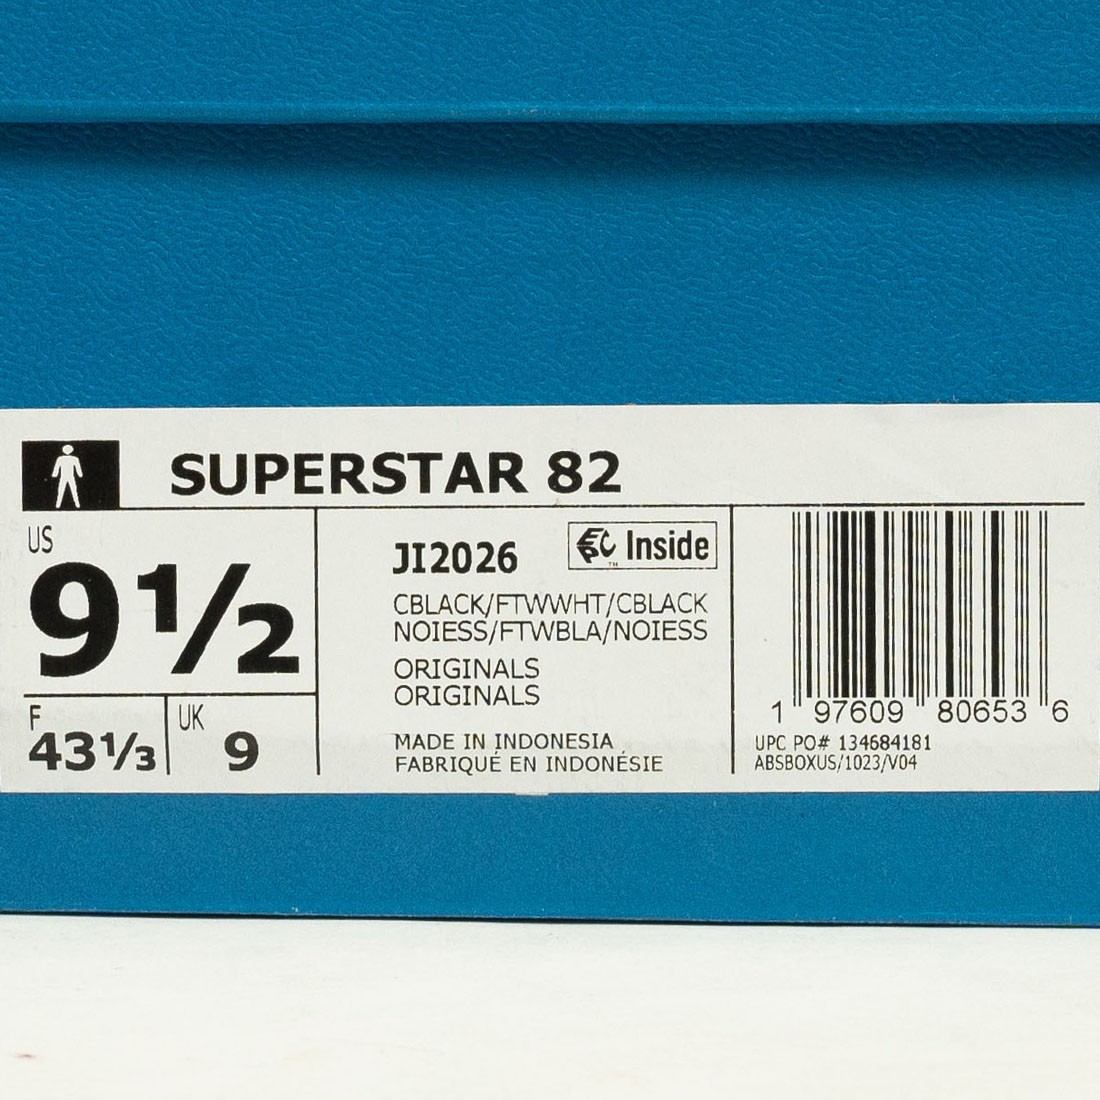 SUPERSTAR 82
US
9½
F
43⅓
UK
9
JI2026
Inside
™
CBLACK/FTWWHT/CBLACK
NOIESS/FTWBLA/NOIESS
ORIGINALS
ORIGINALS
MADE IN INDONESIA
FABRIQUÉ EN INDONÉSIE
1 97609 80653 6
UPC PO# 134684181
ABSBOXUS/1023/V04